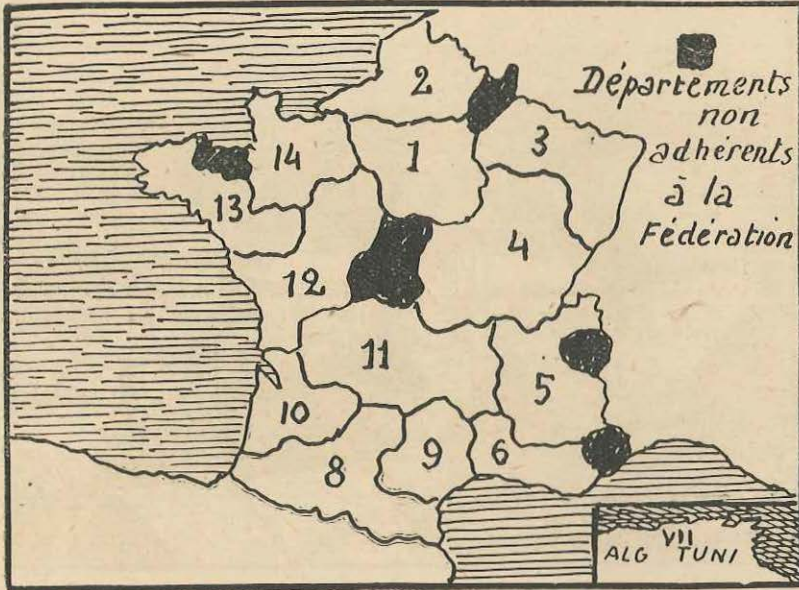 Départements
non
adhérents
à la
Fédération
2
14
1
3
13
4
12
11
5
10
8
9
6
VII
ALG TUNI